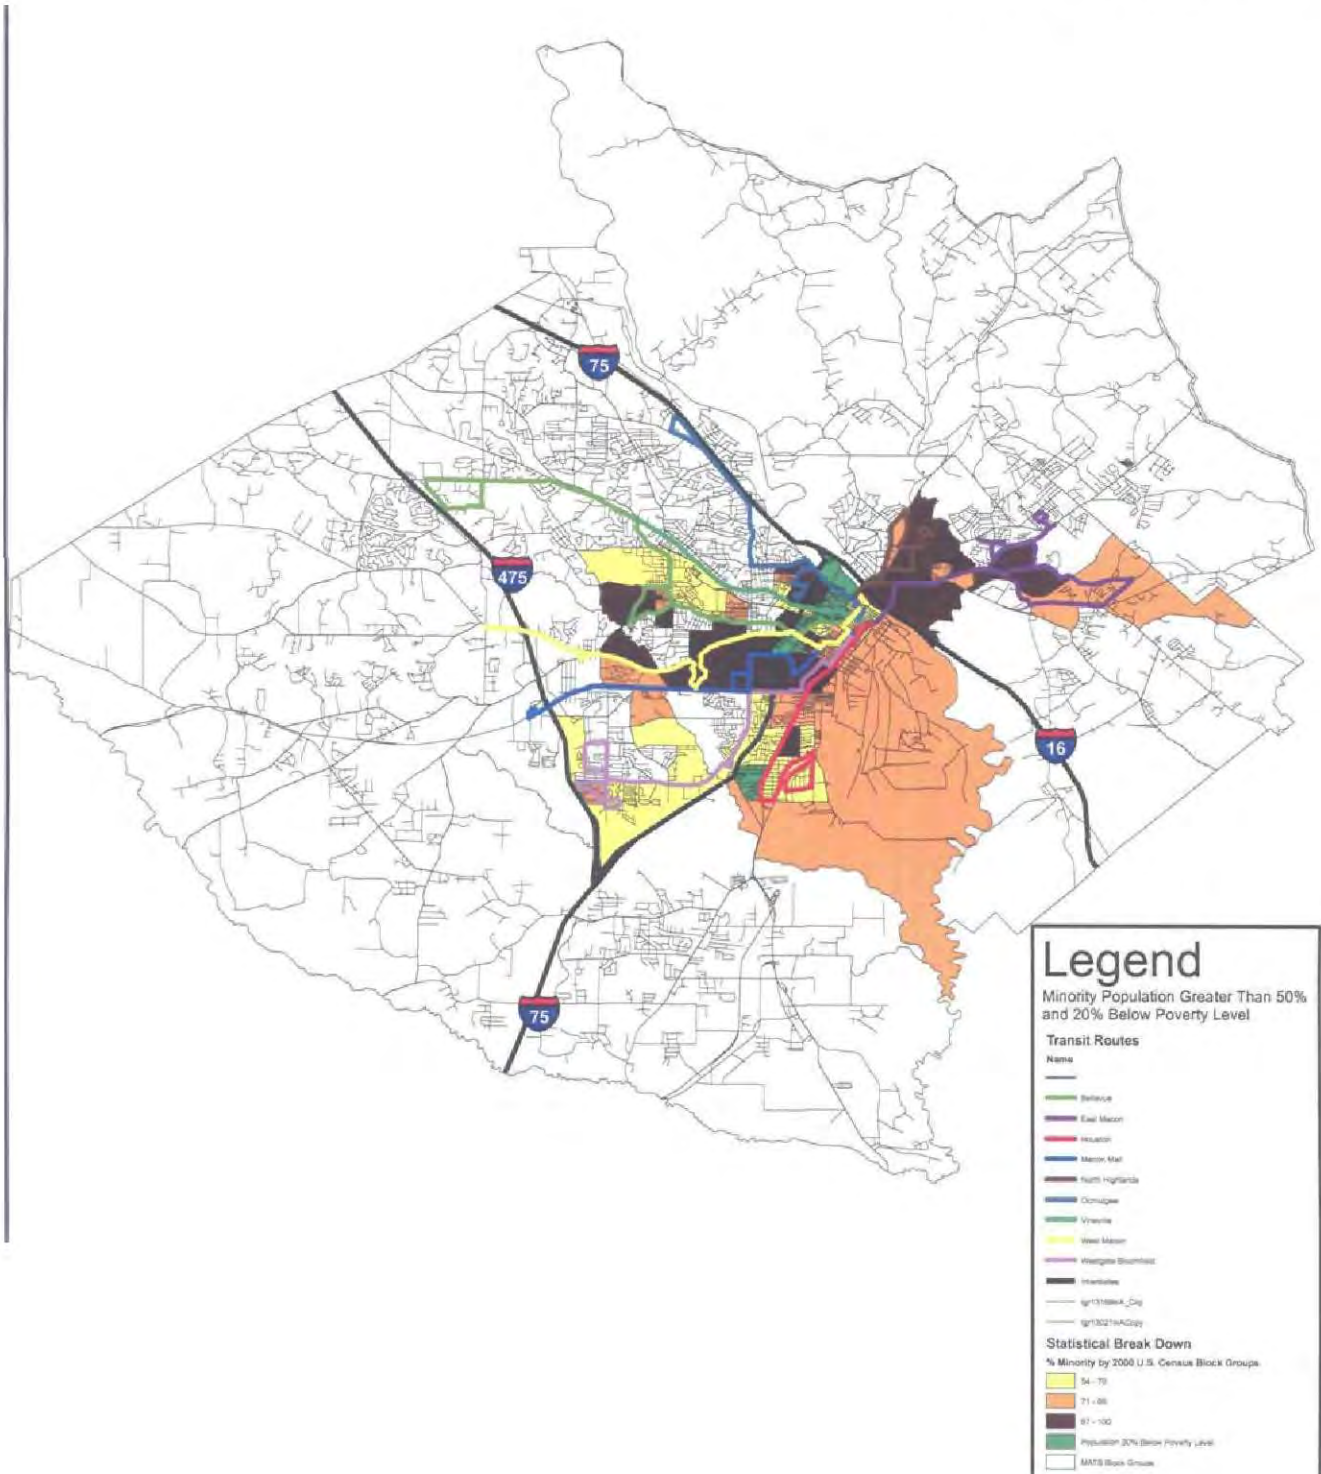 75
475
16
75
Legend
Minority Population Greater Than 50%
and 20% Below Poverty Level
Transit Routes
Name
Bellevue
East Macon
Houston
Macon Mall
North Highlands
Ocmulgee
Vineville
West Macon
Westgate Bloomfield
Interstates
Statistical Break Down
% Minority by 2000 U.S. Census Block Groups
54 - 70
Population 20% Below Poverty Level
MATS Block Groups